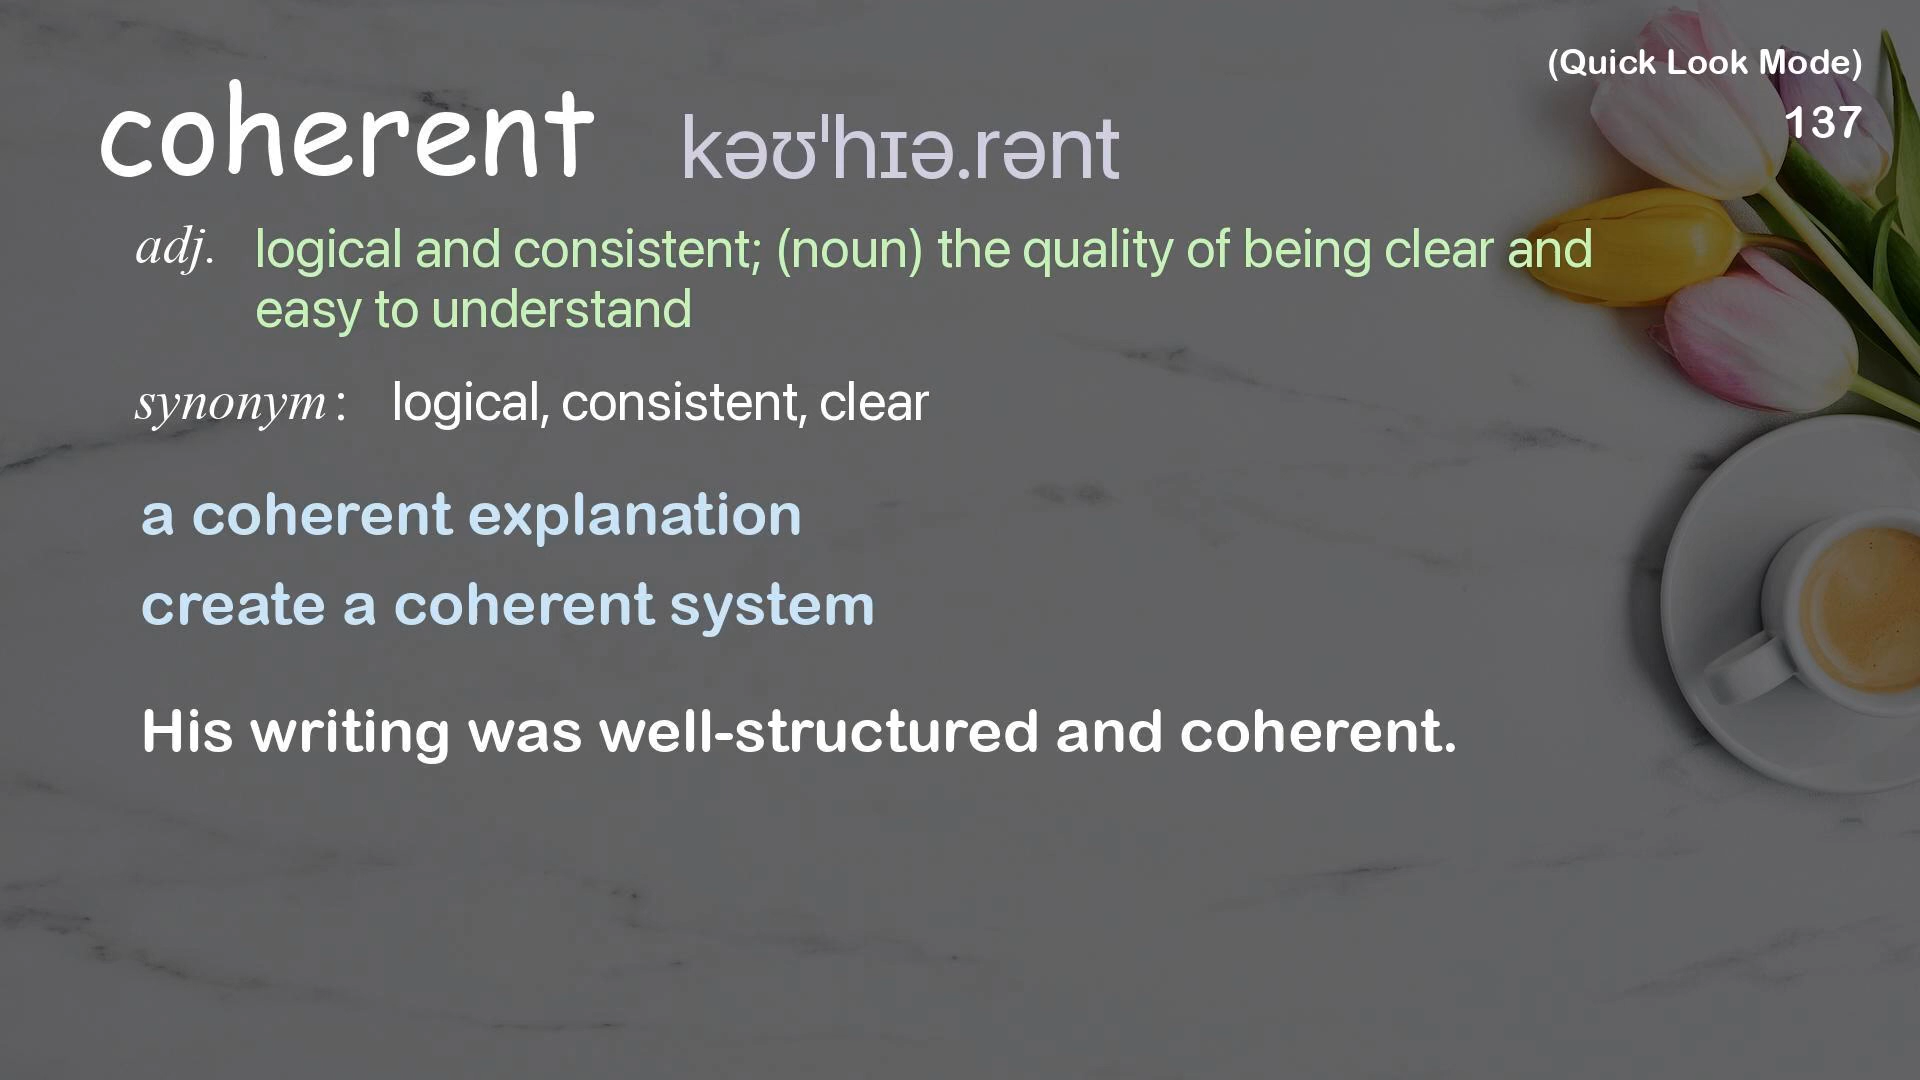 (Quick Look Mode)
137
coherent kəʊˈhɪə.rənt
adj. logical and consistent; (noun) the quality of being clear and
easy to understand
synonym: logical, consistent, clear
a coherent explanation
create a coherent system
His writing was well-structured and coherent.